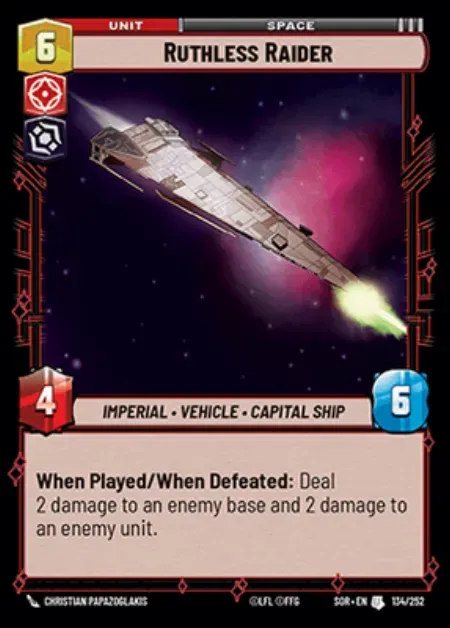 6
UNIT
SPACE
RUTHLESS RAIDER
4
IMPERIAL • VEHICLE • CAPITAL SHIP
6
When Played/When Defeated: Deal
2 damage to an enemy base and 2 damage to
an enemy unit.
CHRISTIAN PAPAZOGLAKIS
©LFL ©FFG
SOR • EN
134/252